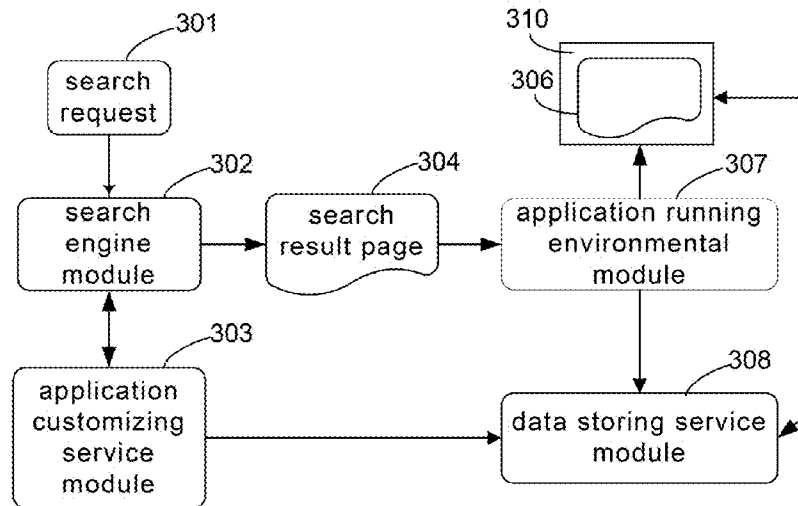 301
search
request
302
search
engine
module
303
application
customizing
service
module
304
search
result page
310
306
307
application running
environmental
module
308
data storing service
module